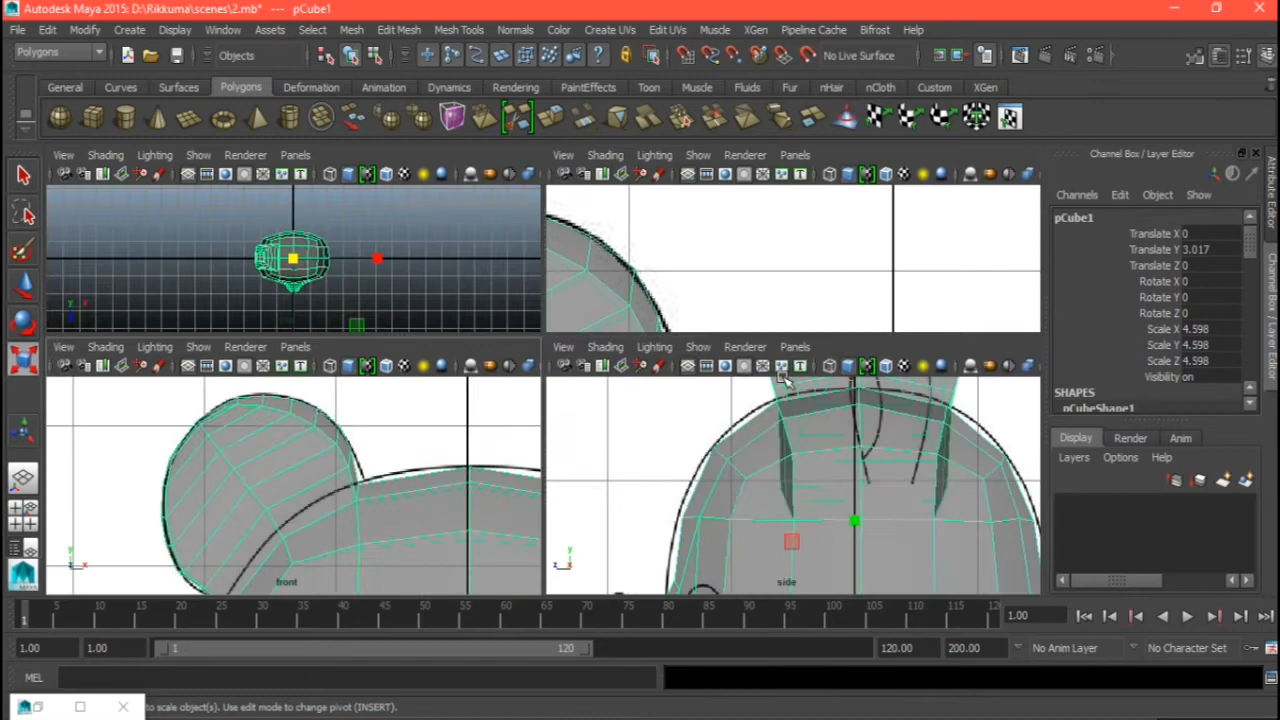 Autodesk Maya 2015: D:\Rikkuma\scenes\2.mb* --- pCube1
File Edit Modify Create Display Window Assets Select Mesh Edit Mesh Mesh Tools Normals Color Create UVs Edit UVs Muscle XGen Pipeline Cache Bifrost Help
Polygons Objects No Live Surface
General Curves Surfaces Polygons Deformation Animation Dynamics Rendering PaintEffects Toon Muscle Fluids Fur nHair nCloth Custom XGen
View Shading Lighting Show Renderer Panels
View Shading Lighting Show Renderer Panels
Channel Box / Layer Editor
Channels Edit Object Show
pCube1
Translate X 0
Translate Y 3.017
Translate Z 0
Rotate X 0
Rotate Y 0
Rotate Z 0
Scale X 4.598
Scale Y 4.598
Scale Z 4.598
Visibility on
SHAPES
pCubeShape1
Attribute Editor
Channel Box / Layer Editor
View Shading Lighting Show Renderer Panels
View Shading Lighting Show Renderer Panels
Display Render Anim
Layers Options Help
y x
y
z x
front
y
z x
side
5 10 15 20 25 30 35 40 45 50 55 60 65 70 75 80 85 90 95 100 105 110 115 120
1
1.00
1.00 1.00 1 120 120.00 200.00 No Anim Layer No Character Set
MEL
to scale object(s). Use edit mode to change pivot (INSERT).